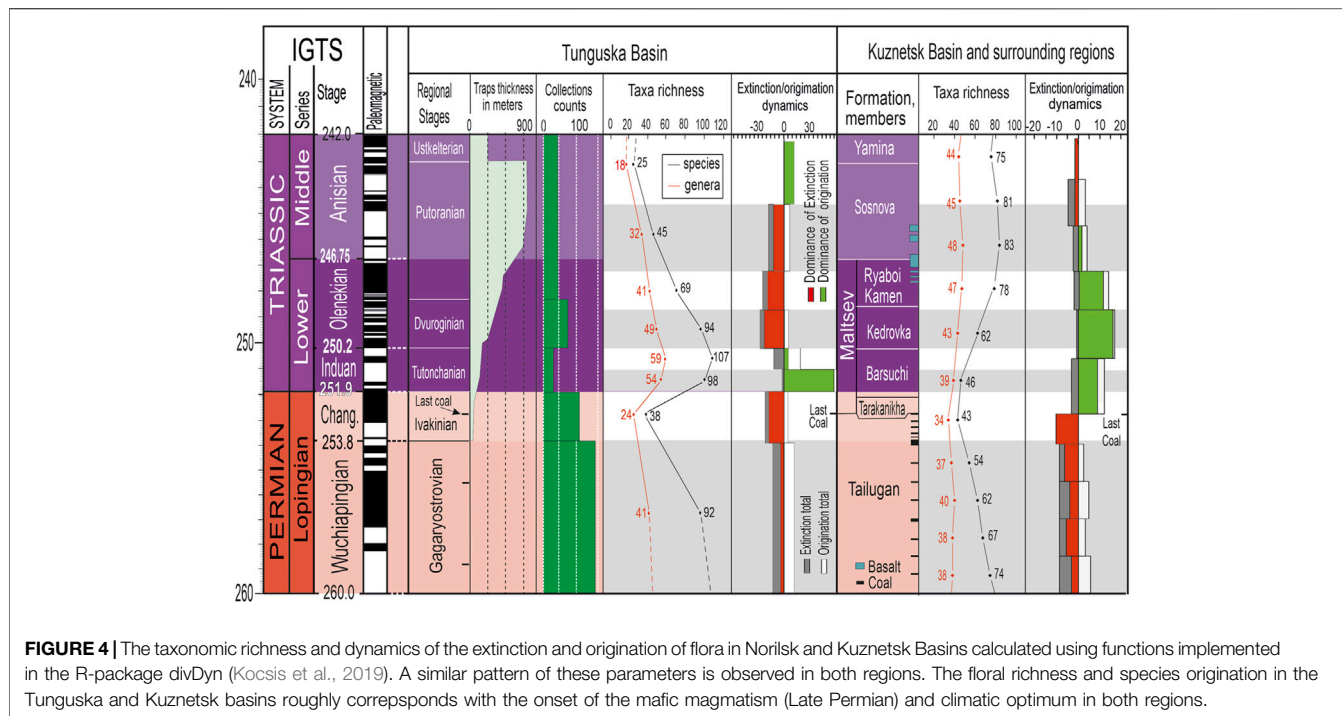 IGTS
Tunguska Basin
Kuznetsk Basin and surrounding regions
SYSTEM
Series
Stage
Paleomagnetic
Regional
Stages
Traps thickness
in meters
0 900
Collections
counts
0 100
Taxa richness
0 20 40 60 80 100 120
Extinction/origimation
dynamics
-30 0 30
Formation,
members
Taxa richness
20 40 60 80 100
Extinction/origimation
dynamics
-20 -10 0 10 20
240
250
260
TRIASSIC
PERMIAN
Middle
Lower
Lopingian
242.0
Anisian
246.75
Olenekian
250.2
Induan
251.9
Chang.
253.8
Wuchiapingian
260.0
Ustkelterian
Putoranian
Dvuroginian
Tutonchanian
Last coal
Ivakinian
Gagaryostrovian
species
genera
18 25
32 45
41 69
49 94
59 107
54 98
24 38
41 92
Dominance of Extinction
Dominance of origination
Extinction total
Origination total
Last
Coal
Yamina
Sosnova
Maltsev
Ryaboi
Kamen
Kedrovka
Barsuchi
Tarakanikha
Tailugan
Basalt
Coal
44 75
45 81
48 83
47 78
43 62
39 46
34 43
37 54
40 62
38 67
38 74
Last
Coal
FIGURE 4 | The taxonomic richness and dynamics of the extinction and origination of flora in Norilsk and Kuznetsk Basins calculated using functions implemented
in the R-package divDyn (Kocsis et al., 2019). A similar pattern of these parameters is observed in both regions. The floral richness and species origination in the
Tunguska and Kuznetsk basins roughly correpsponds with the onset of the mafic magmatism (Late Permian) and climatic optimum in both regions.